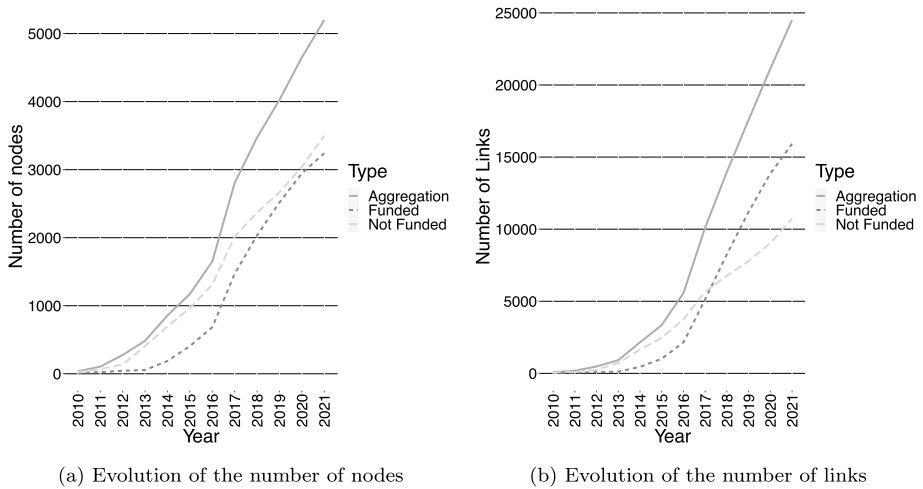 Number of nodes
5000
4000
3000
2000
1000
0
2010
2011
2012
2013
2014
2015
2016
2017
2018
2019
2020
2021
Year
Type
Aggregation
Funded
Not Funded
(a) Evolution of the number of nodes
Number of Links
25000
20000
15000
10000
5000
0
2010
2011
2012
2013
2014
2015
2016
2017
2018
2019
2020
2021
Year
Type
Aggregation
Funded
Not Funded
(b) Evolution of the number of links